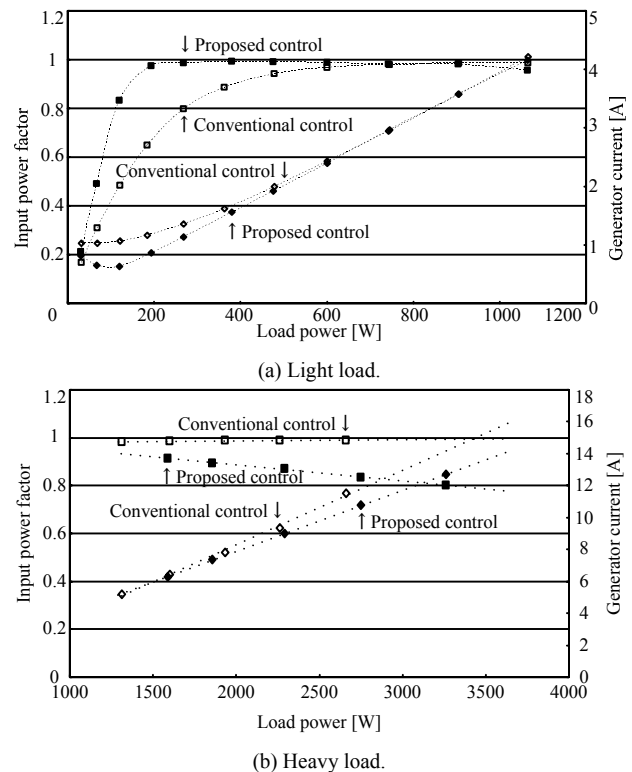 1.2
1
0.8
0.6
0.4
0.2
0
Input power factor
5
4
3
2
1
0
Generator current [A]
↓ Proposed control
↑ Conventional control
Conventional control ↓
↑ Proposed control
0 200 400 600 800 1000 1200
Load power [W]
(a) Light load.
1.2
1
0.8
0.6
0.4
0.2
0
Input power factor
18
16
14
12
10
8
6
4
2
0
Generator current [A]
Conventional control ↓
↑ Proposed control
Conventional control ↓
↑ Proposed control
1000 1500 2000 2500 3000 3500 4000
Load power [W]
(b) Heavy load.